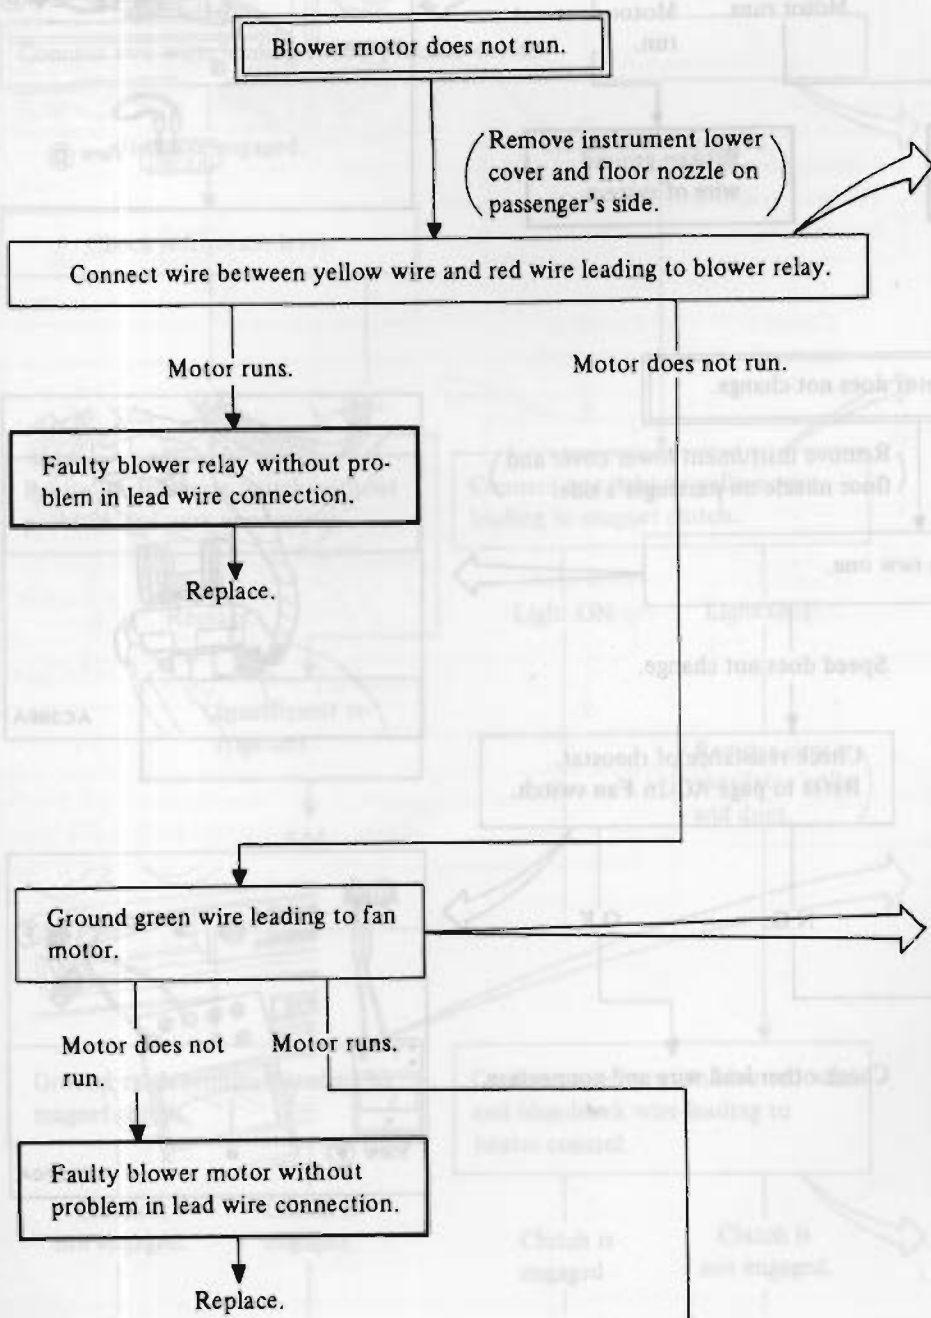 Blower motor does not run.
Remove instrument lower
cover and floor nozzle on
passenger's side.
Connect wire between yellow wire and red wire leading to blower relay.
Motor runs.
Motor does not run.
Faulty blower relay without pro-
blem in lead wire connection.
Replace.
Ground green wire leading to fan
motor.
Motor does not
run.
Motor runs.
Faulty blower motor without
problem in lead wire connection.
Replace.